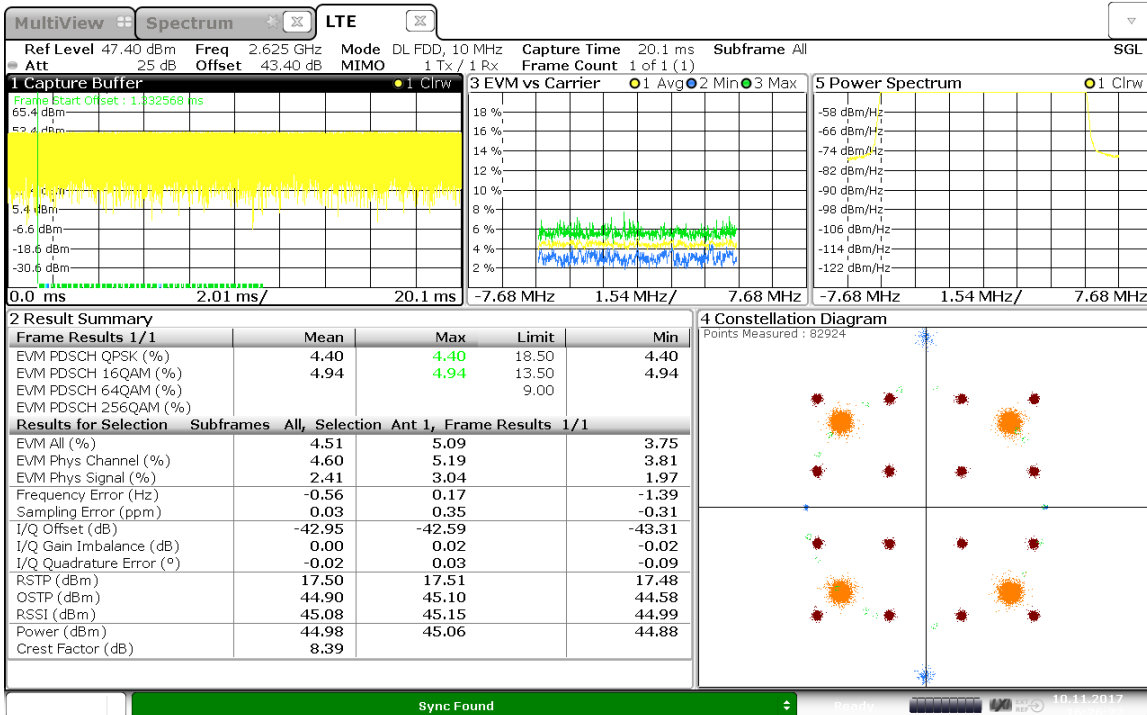 MultiView Spectrum LTE
Ref Level 47.40 dBm Freq 2.625 GHz Mode DL FDD, 10 MHz Capture Time 20.1 ms Subframe All SGL
Att 25 dB Offset 43.40 dB MIMO 1 Tx / 1 Rx Frame Count 1 of 1 (1)
1 Capture Buffer 1 Clrw
Frame Start Offset : 1.332568 ms
65.4 dBm
53.4 dBm
5.4 dBm
-6.6 dBm
-18.6 dBm
-30.6 dBm
0.0 ms 2.01 ms/ 20.1 ms
3 EVM vs Carrier 1 Avg 2 Min 3 Max
18 %
16 %
14 %
12 %
10 %
8 %
6 %
4 %
2 %
-7.68 MHz 1.54 MHz/ 7.68 MHz
5 Power Spectrum 1 Clrw
-58 dBm/Hz
-66 dBm/Hz
-74 dBm/Hz
-82 dBm/Hz
-90 dBm/Hz
-98 dBm/Hz
-106 dBm/Hz
-114 dBm/Hz
-122 dBm/Hz
-7.68 MHz 1.54 MHz/ 7.68 MHz
2 Result Summary
Frame Results 1/1 Mean Max Limit Min
EVM PDSCH QPSK (%) 4.40 4.40 18.50 4.40
EVM PDSCH 16QAM (%) 4.94 4.94 13.50 4.94
EVM PDSCH 64QAM (%) 9.00
EVM PDSCH 256QAM (%)
Results for Selection Subframes All, Selection Ant 1, Frame Results 1/1
EVM All (%) 4.51 5.09 3.75
EVM Phys Channel (%) 4.60 5.19 3.81
EVM Phys Signal (%) 2.41 3.04 1.97
Frequency Error (Hz) -0.56 0.17 -1.39
Sampling Error (ppm) 0.03 0.35 -0.31
I/Q Offset (dB) -42.95 -42.59 -43.31
I/Q Gain Imbalance (dB) 0.00 0.02 -0.02
I/Q Quadrature Error (°) -0.02 0.03 -0.09
RSTP (dBm) 17.50 17.51 17.48
OSTP (dBm) 44.90 45.10 44.58
RSSI (dBm) 45.08 45.15 44.99
Power (dBm) 44.98 45.06 44.88
Crest Factor (dB) 8.39
4 Constellation Diagram
Points Measured : 82924
Sync Found Ready LXI REF 10.11.2017